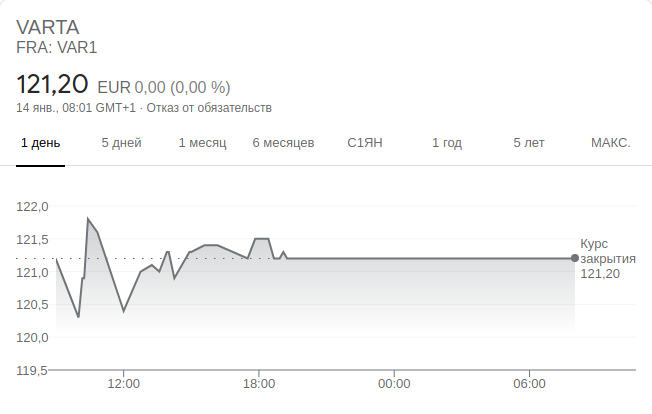 VARTA
FRA: VAR1
121,20 EUR 0,00 (0,00 %)
14 янв., 08:01 GMT+1 · Отказ от обязательств
1 день 5 дней 1 месяц 6 месяцев С1ЯН 1 год 5 лет МАКС.
122,0
121,5
121,0
120,5
120,0
119,5
Курс
закрытия
121,20
12:00 18:00 00:00 06:00